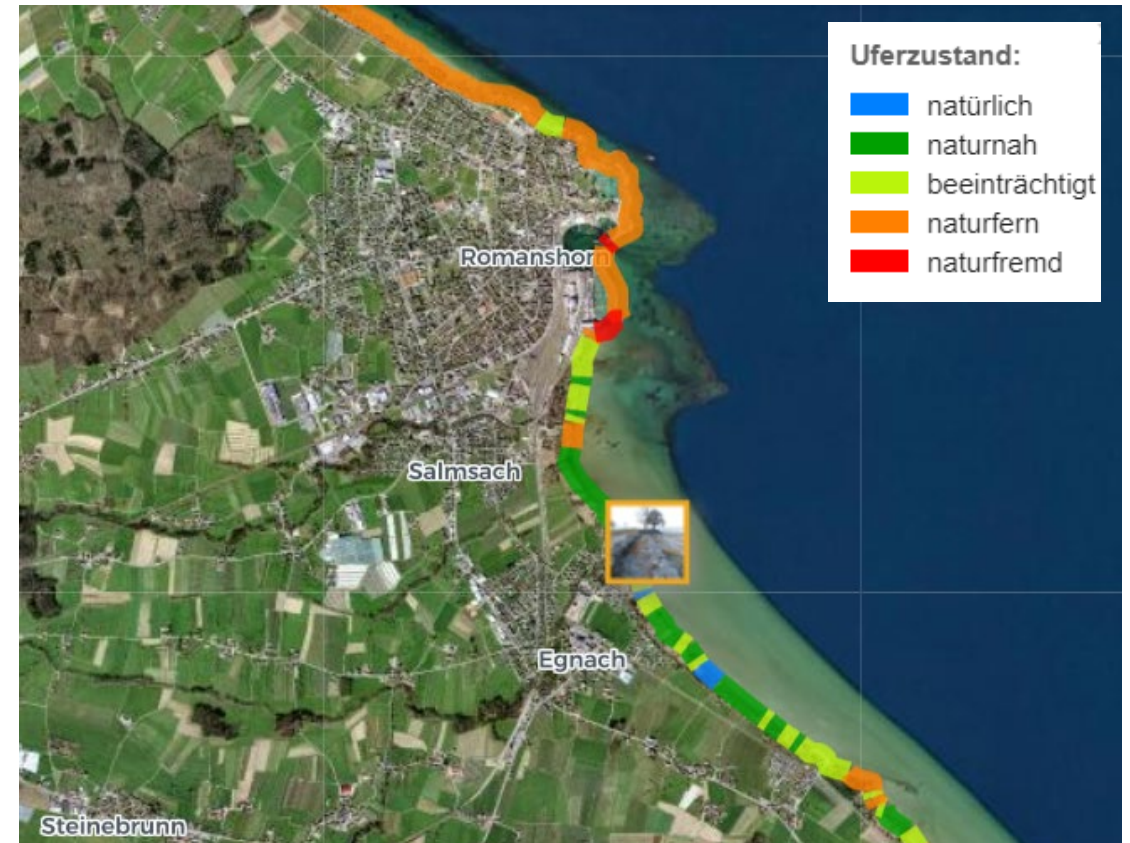 Uferzustand:
natürlich
naturnah
beeinträchtigt
naturfern
naturfremd
Romanshorn
Salmsach
Egnach
Steinebrunn